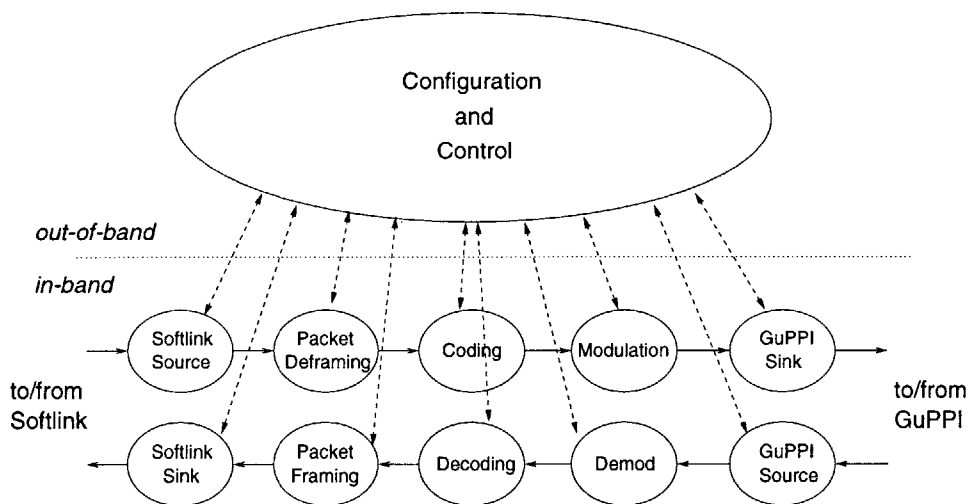 Configuration
and
Control
out-of-band
in-band
Softlink
Source
Packet
Deframing
Coding
Modulation
GuPPI
Sink
to/from
Softlink
to/from
GuPPI
Softlink
Sink
Packet
Framing
Decoding
Demod
GuPPI
Source